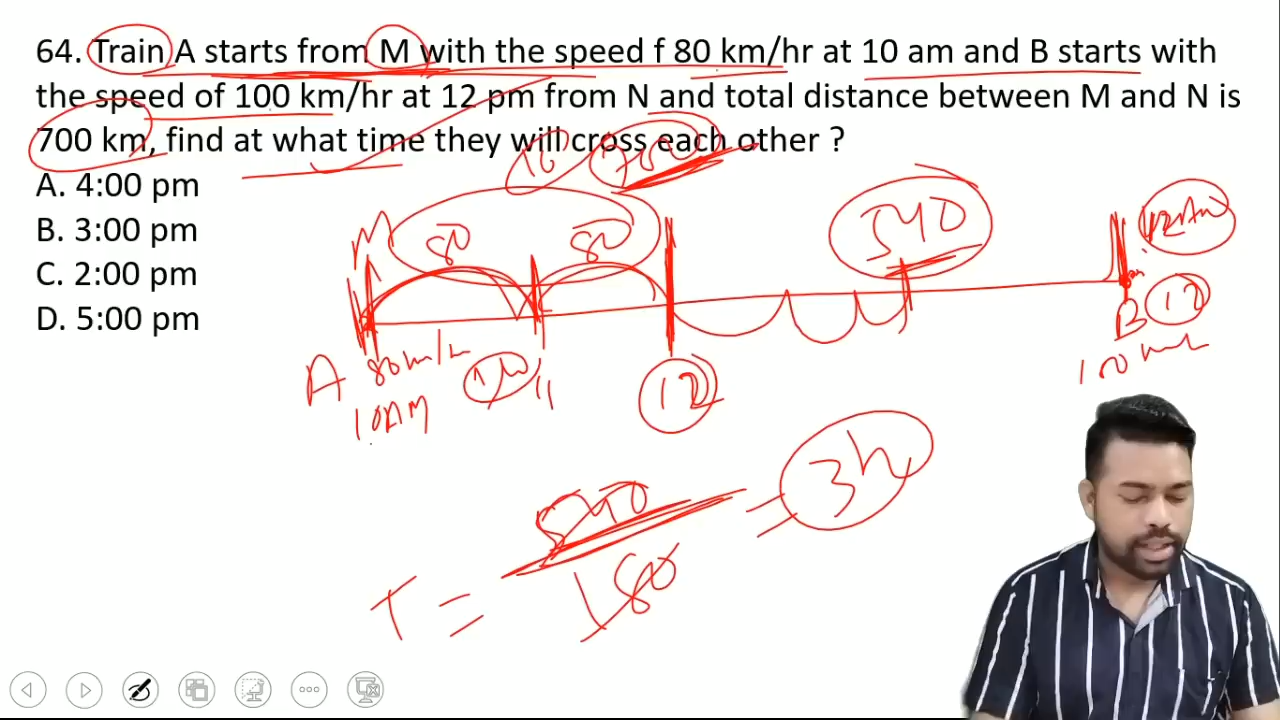 64. Train A starts from M with the speed f 80 km/hr at 10 am and B starts with
the speed of 100 km/hr at 12 pm from N and total distance between M and N is
700 km, find at what time they will cross each other ?
A. 4:00 pm
B. 3:00 pm
C. 2:00 pm
D. 5:00 pm
700
M
80
80
540
A
10AM
11
12
B
12
T = 540
180
= 3h